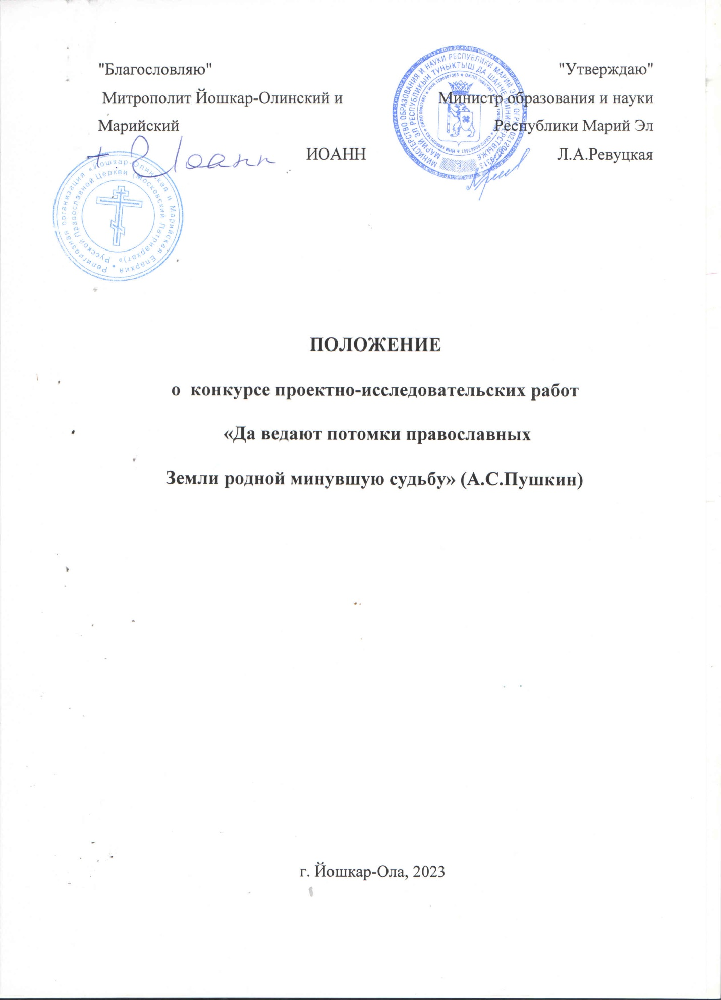 "Благословляю"
Митрополит Йошкар-Олинский и
Марийский
ИОАНН
"Утверждаю"
Министр образования и науки
Республики Марий Эл
Л.А.Ревуцкая
+ Иоанн
Религиозная организация «Йошкар-Олинская и Марийская Епархия
Русской Православной Церкви (Московский Патриархат)»
МИНИСТЕРСТВО ОБРАЗОВАНИЯ И НАУКИ РЕСПУБЛИКИ МАРИЙ ЭЛ
МАРИЙ ЭЛ РЕСПУБЛИКЫН ТУНЫКТЫШ ДА ШАНЧЕ МИНИСТЕРСТВЫЖЕ
3
ПОЛОЖЕНИЕ
о конкурсе проектно-исследовательских работ
«Да ведают потомки православных
Земли родной минувшую судьбу» (А.С.Пушкин)
г. Йошкар-Ола, 2023